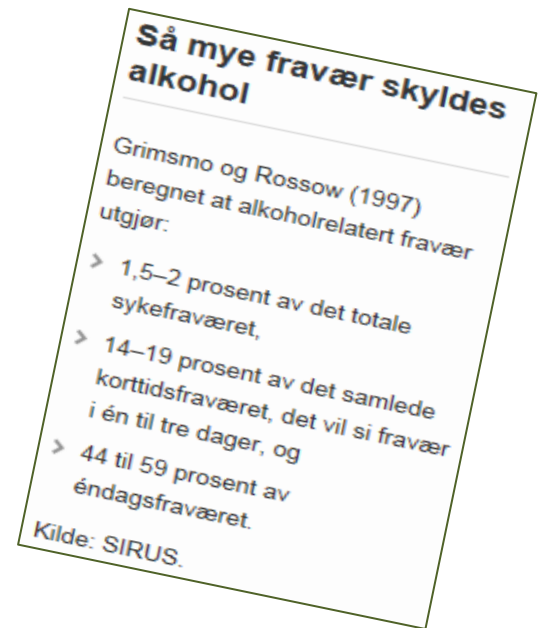 Så mye fravær skyldes
alkohol
Grimsmo og Rossow (1997)
beregnet at alkoholrelatert fravær
utgjør:
1,5–2 prosent av det totale
sykefraværet,
14–19 prosent av det samlede
korttidsfraværet, det vil si fravær
i én til tre dager, og
44 til 59 prosent av
éndagsfraværet.
Kilde: SIRUS.